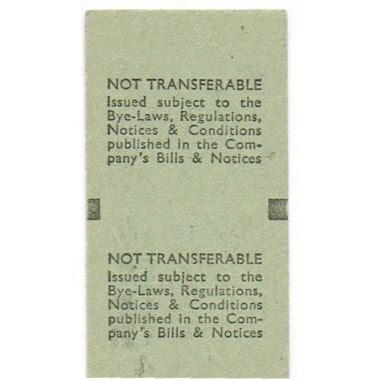 NOT TRANSFERABLE
Issued subject to the
Bye-Laws, Regulations,
Notices & Conditions
published in the Com-
pany's Bills & Notices
NOT TRANSFERABLE
Issued subject to the
Bye-Laws, Regulations,
Notices & Conditions
published in the Com-
pany's Bills & Notices